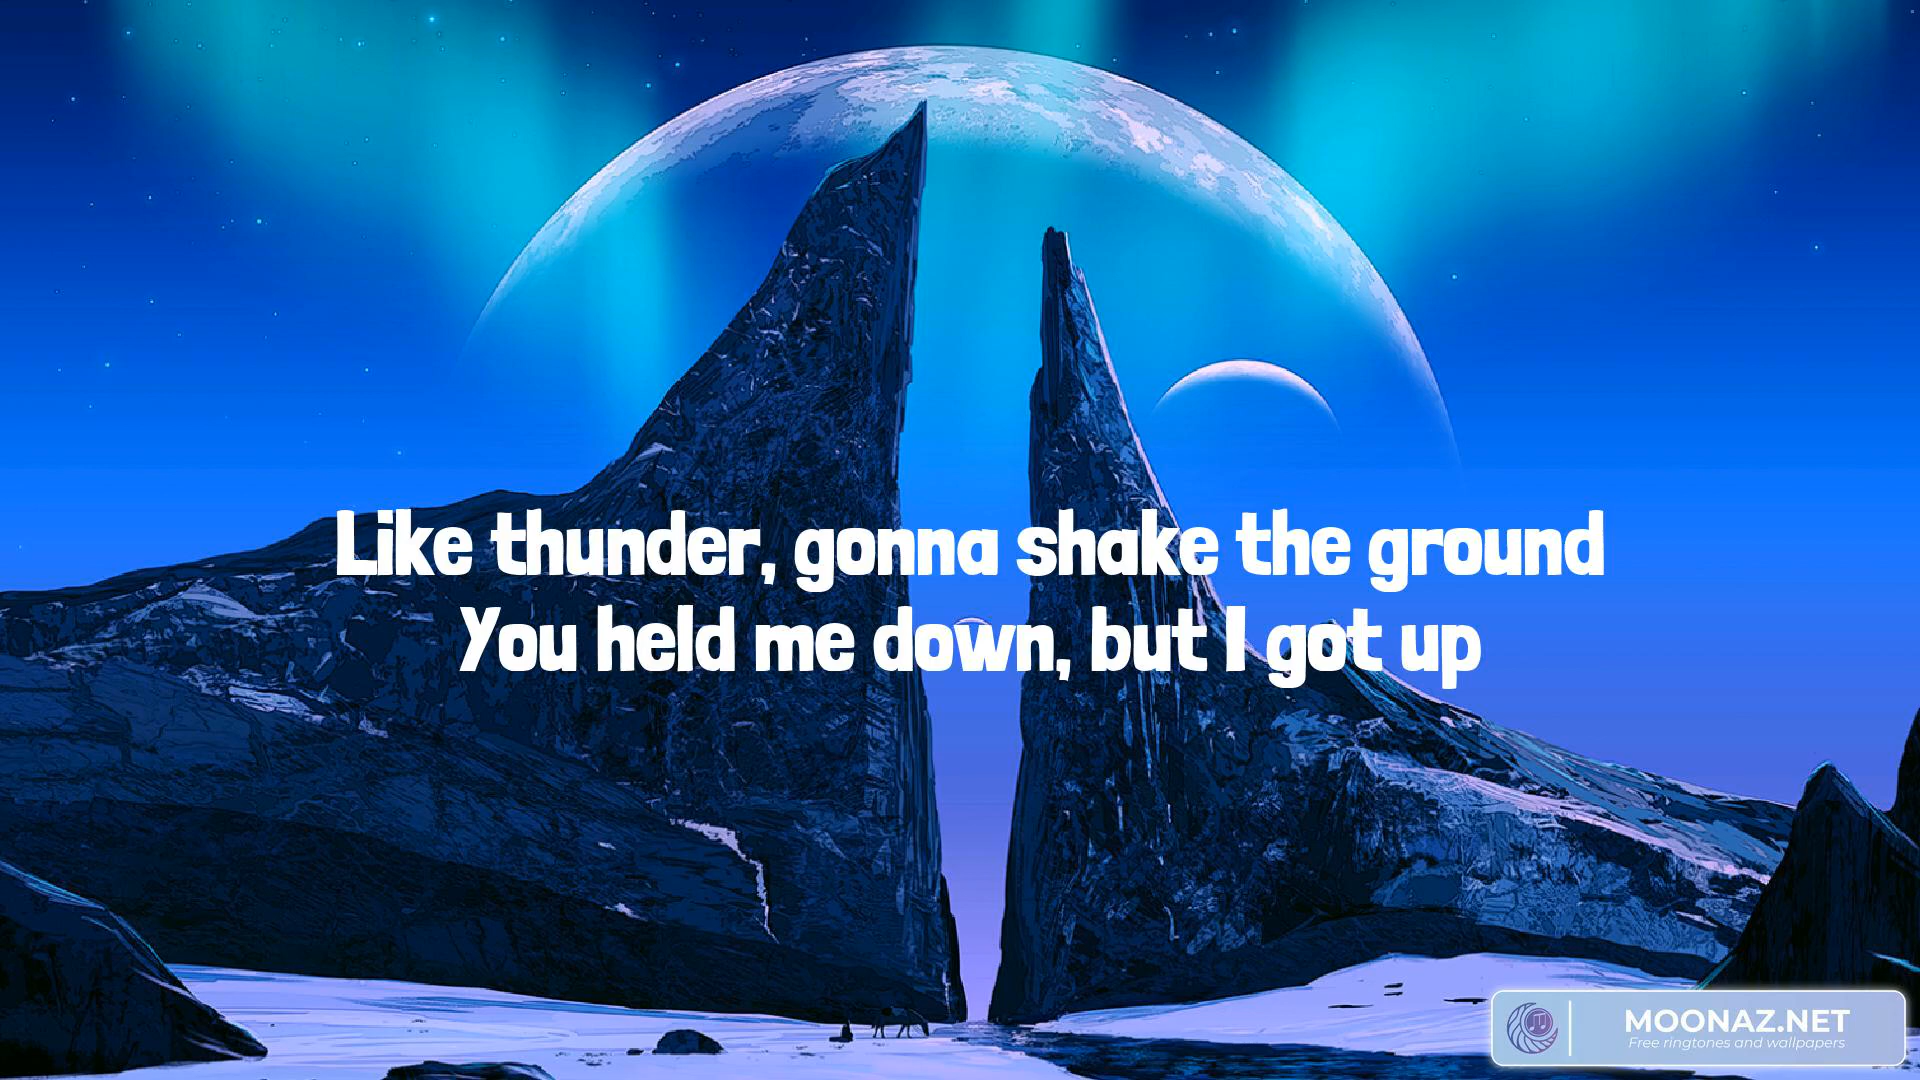 Like thunder, gonna shake the ground
You held me down, but I got up
MOONAZ.NET
Free ringtones and wallpapers